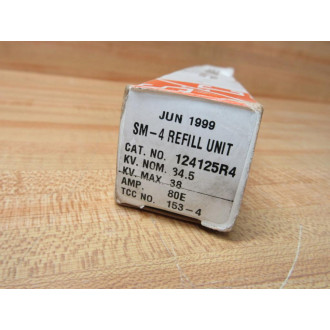 JUN 1999
SM-4 REFILL UNIT
CAT. NO. 124125R4
KV. NOM. 34.5
KV. MAX 38
AMP. 80E
TCC NO. 153-4